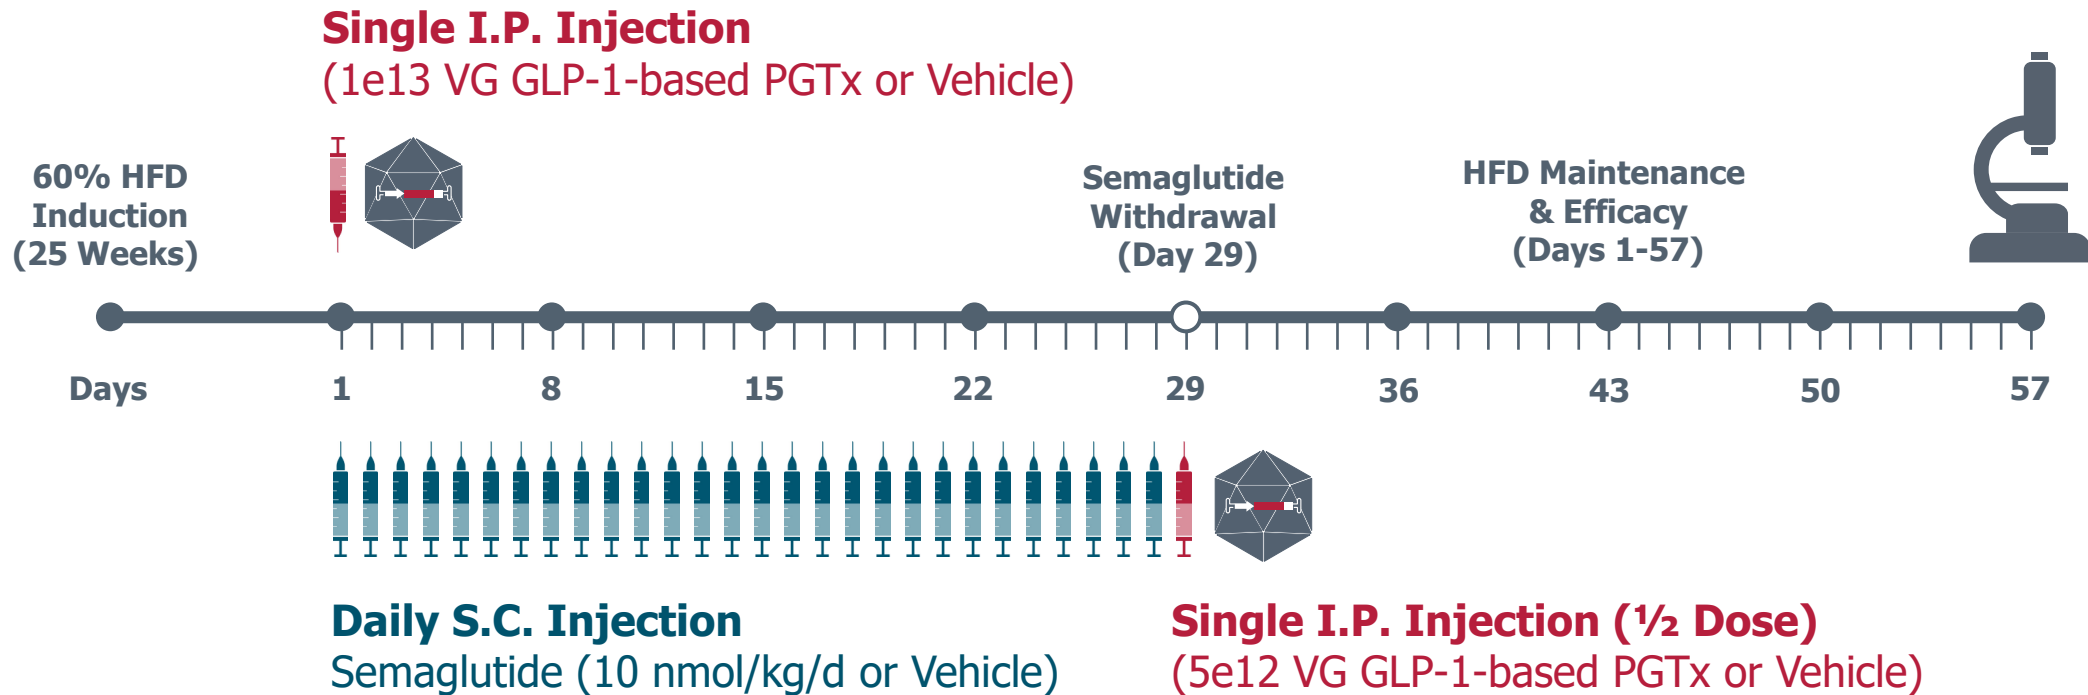 Single I.P. Injection
(1e13 VG GLP-1-based PGTx or Vehicle)
60% HFD
Induction
(25 Weeks)
Semaglutide
Withdrawal
(Day 29)
HFD Maintenance
& Efficacy
(Days 1-57)
Days 1 8 15 22 29 36 43 50 57
Daily S.C. Injection
Semaglutide (10 nmol/kg/d or Vehicle)
Single I.P. Injection (½ Dose)
(5e12 VG GLP-1-based PGTx or Vehicle)